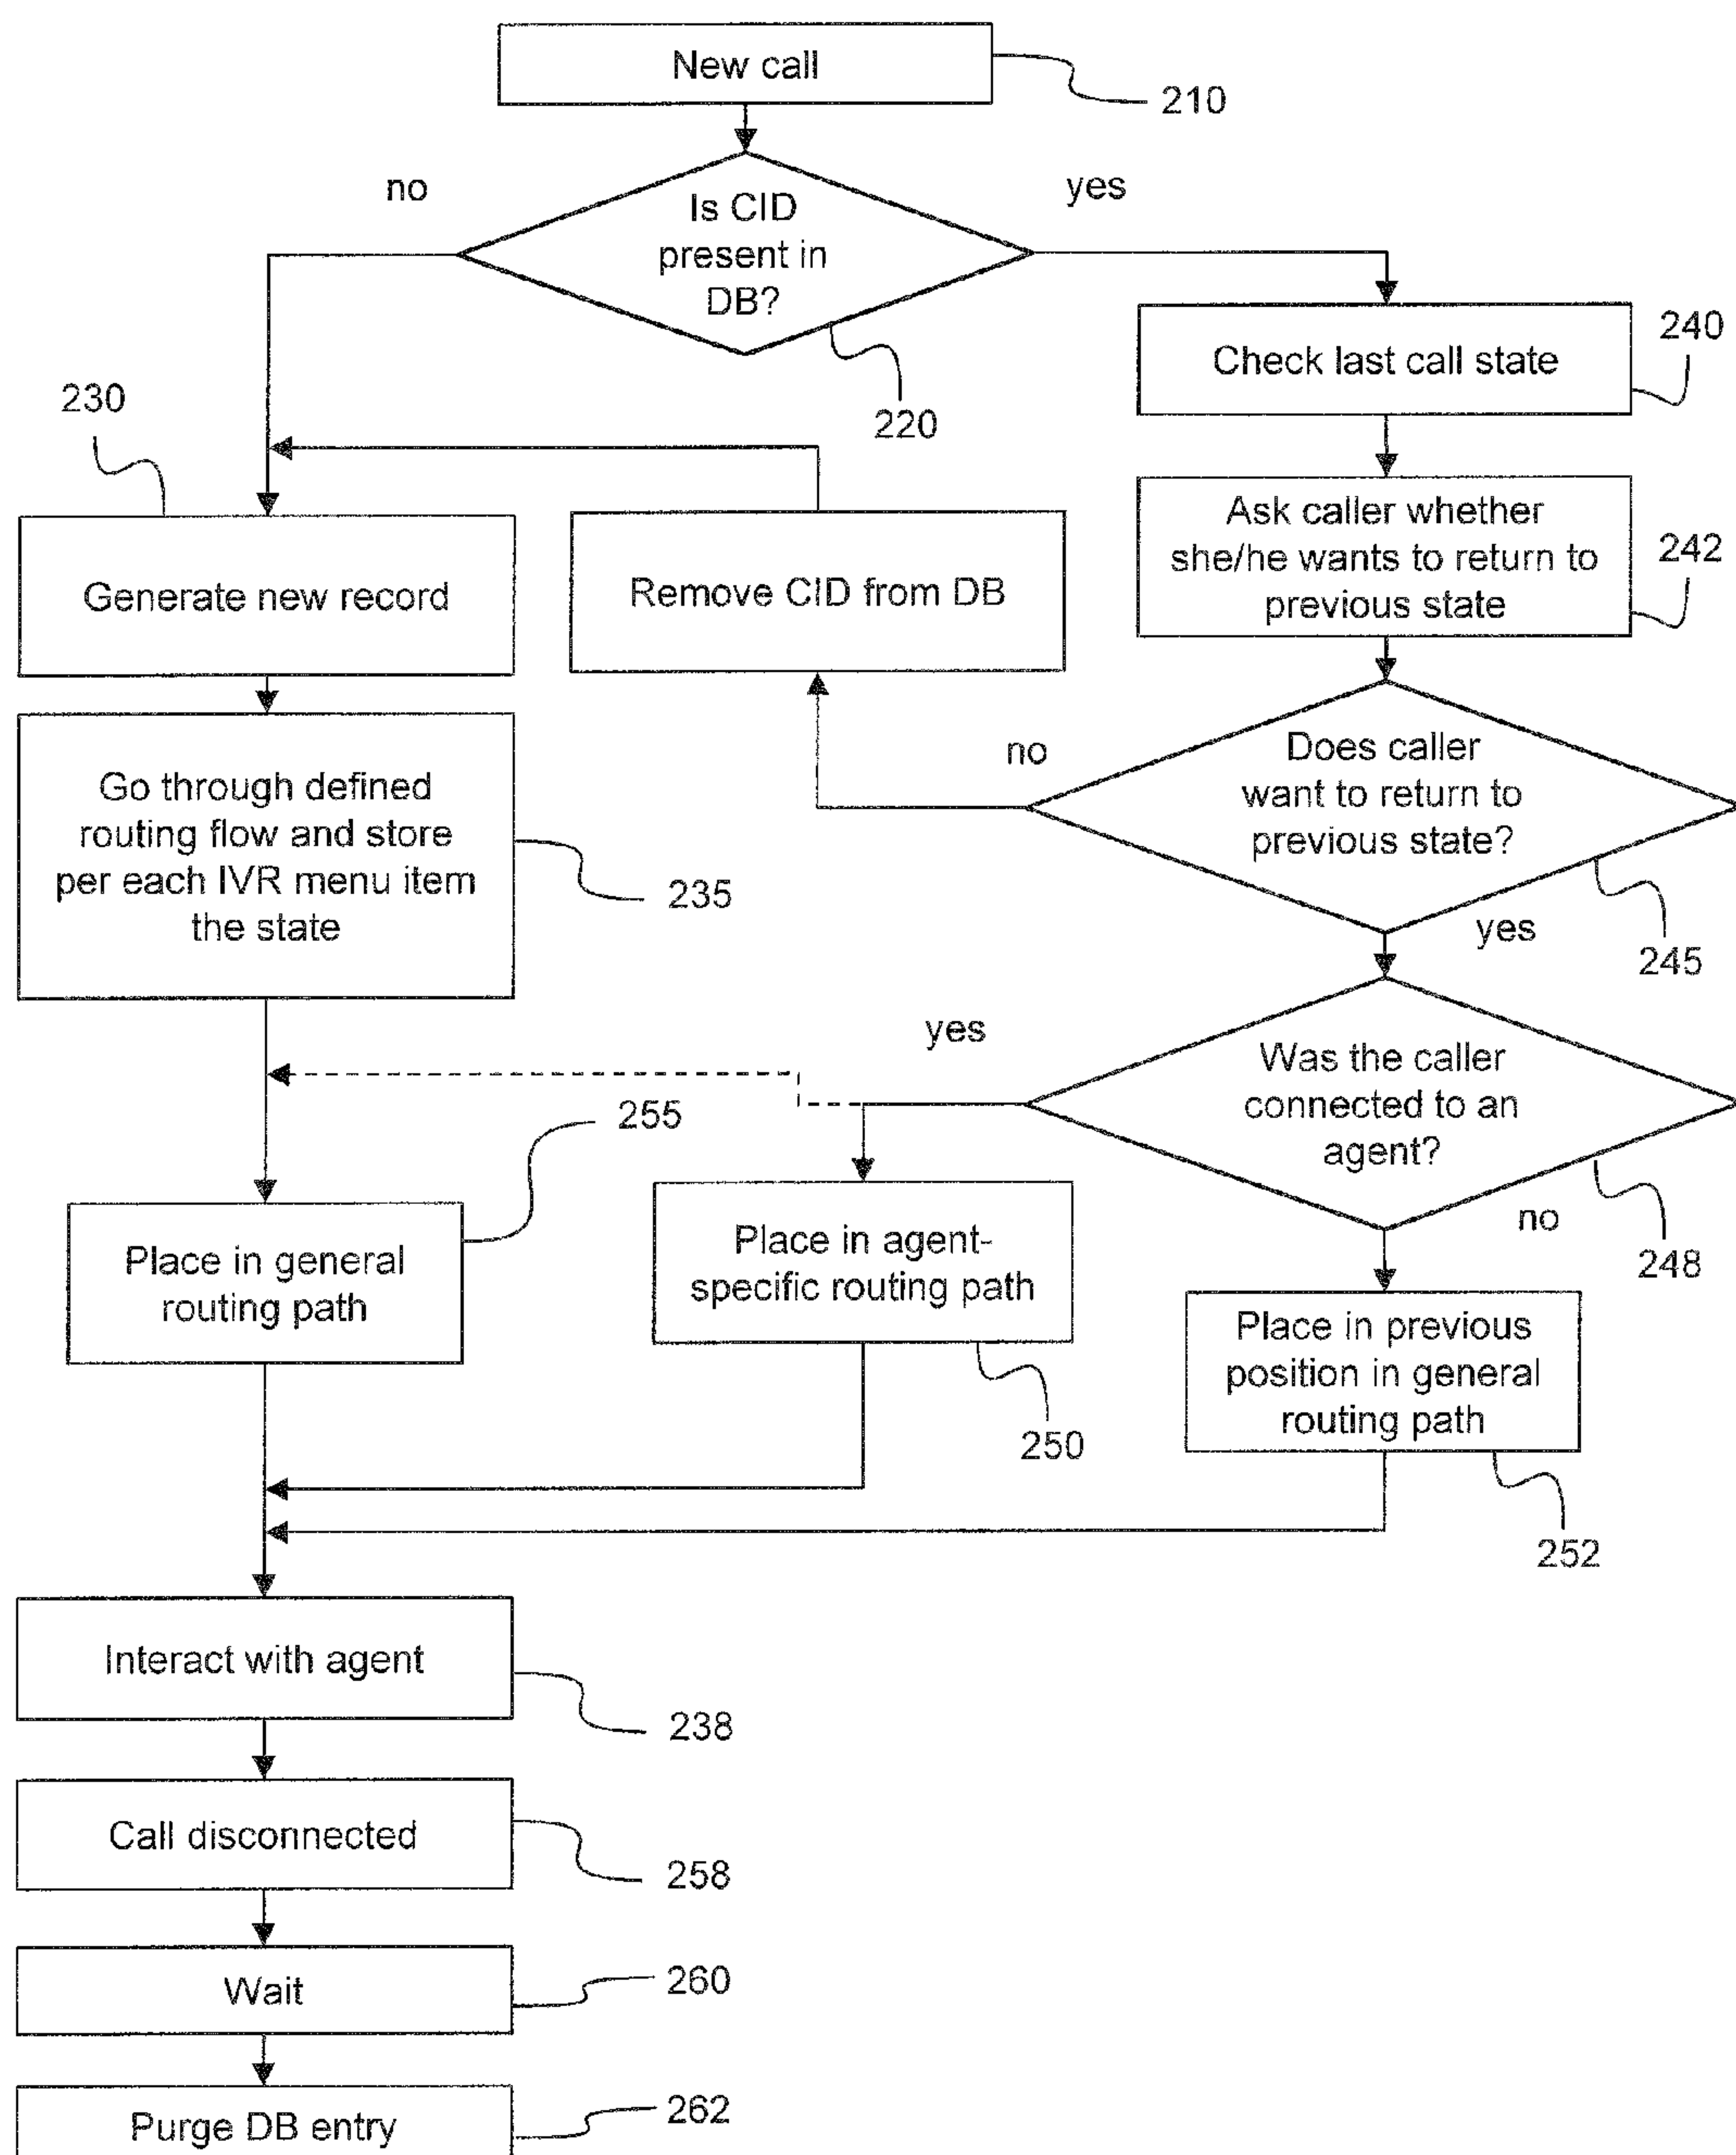 New call
210
no
yes
Is CID
present in
DB?
220
240
Check last call state
230
Ask caller whether
she/he wants to return to
previous state
242
Generate new record
Remove CID from DB
no
Does caller
want to return to
previous state?
Go through defined
routing flow and store
per each IVR menu item
the state
235
yes
245
yes
Was the caller
connected to an
agent?
255
no
248
Place in general
routing path
Place in agent-
specific routing path
250
Place in previous
position in general
routing path
252
Interact with agent
238
Call disconnected
258
Wait
260
Purge DB entry
262